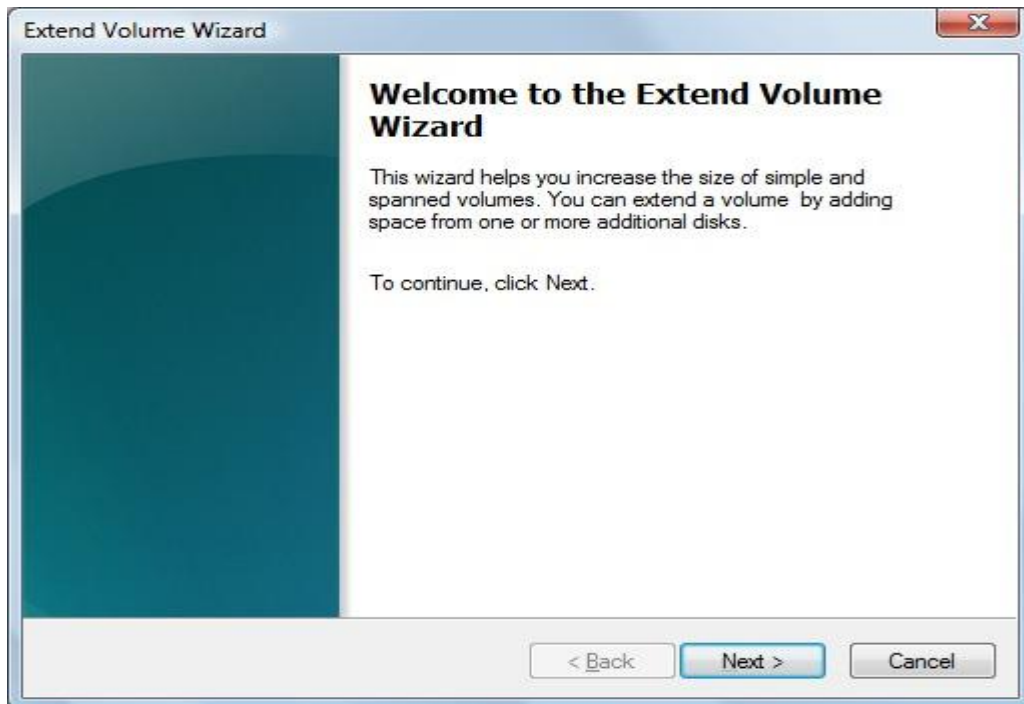 Extend Volume Wizard
Welcome to the Extend Volume
Wizard
This wizard helps you increase the size of simple and
spanned volumes. You can extend a volume  by adding
space from one or more additional disks.
To continue, click Next.
< Back
Next >
Cancel